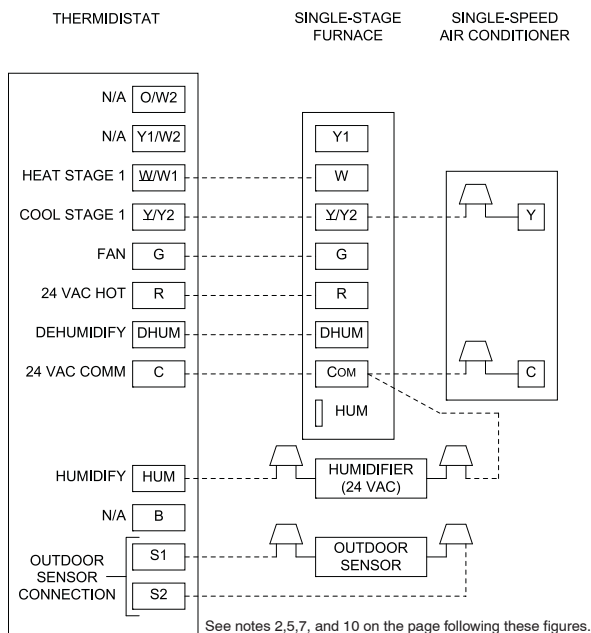 THERMIDISTAT
SINGLE-STAGE
FURNACE
SINGLE-SPEED
AIR CONDITIONER
N/A O/W2
N/A Y1/W2 Y1
HEAT STAGE 1 W/W1 W
COOL STAGE 1 Y/Y2 Y/Y2 Y
FAN G G
24 VAC HOT R R
DEHUMIDIFY DHUM DHUM
24 VAC COMM C COM C
HUM
HUMIDIFY HUM
HUMIDIFIER
(24 VAC)
N/A B
OUTDOOR
SENSOR
CONNECTION
S1
S2
OUTDOOR
SENSOR
See notes 2,5,7, and 10 on the page following these figures.